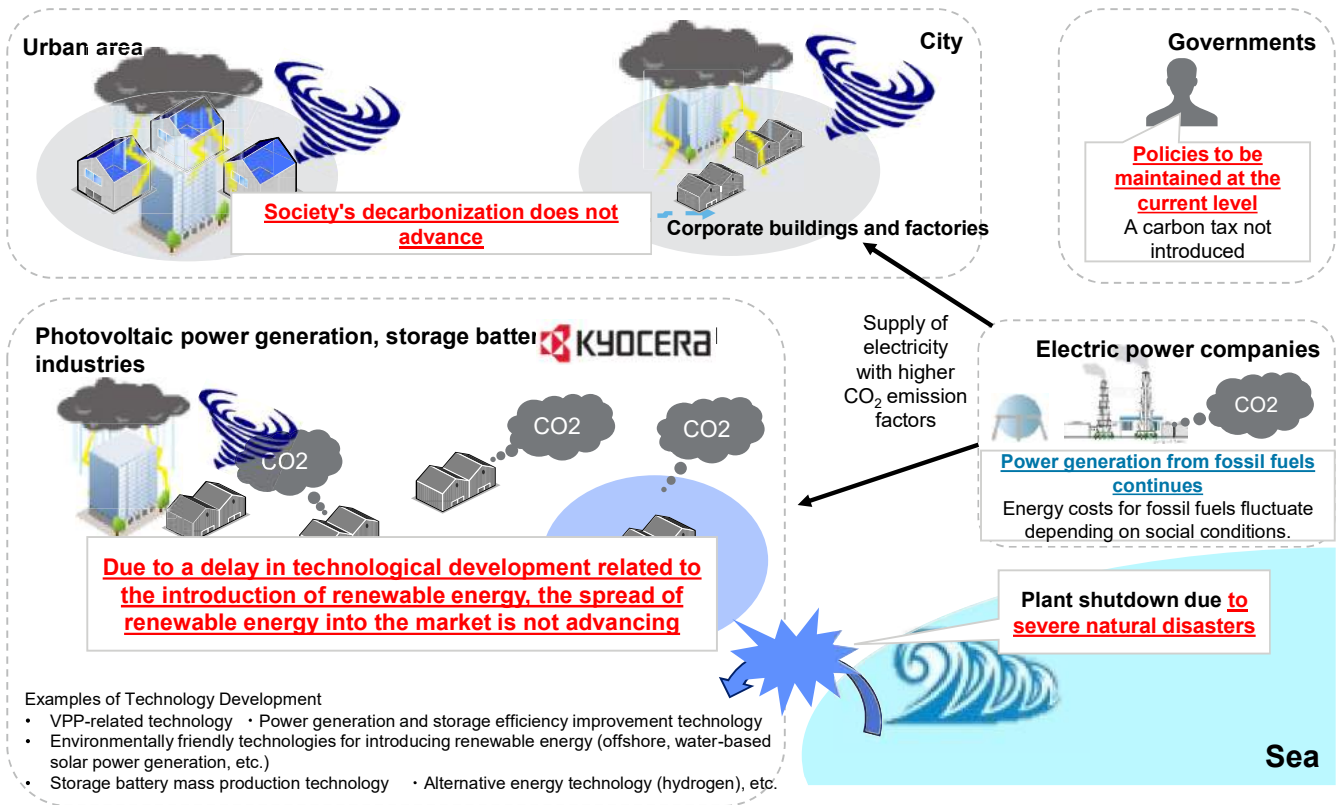 Urban area
City
Society's decarbonization does not
advance
Corporate buildings and factories
Governments
Policies to be
maintained at the
current level
A carbon tax not
introduced
Photovoltaic power generation, storage batter
industries
KYOCERA
CO2
CO2
CO2
Due to a delay in technological development related to
the introduction of renewable energy, the spread of
renewable energy into the market is not advancing
Supply of
electricity
with higher
CO₂ emission
factors
Electric power companies
CO2
Power generation from fossil fuels
continues
Energy costs for fossil fuels fluctuate
depending on social conditions.
Plant shutdown due to
severe natural disasters
Sea
Examples of Technology Development
• VPP-related technology ・Power generation and storage efficiency improvement technology
• Environmentally friendly technologies for introducing renewable energy (offshore, water-based
solar power generation, etc.)
• Storage battery mass production technology ・Alternative energy technology (hydrogen), etc.